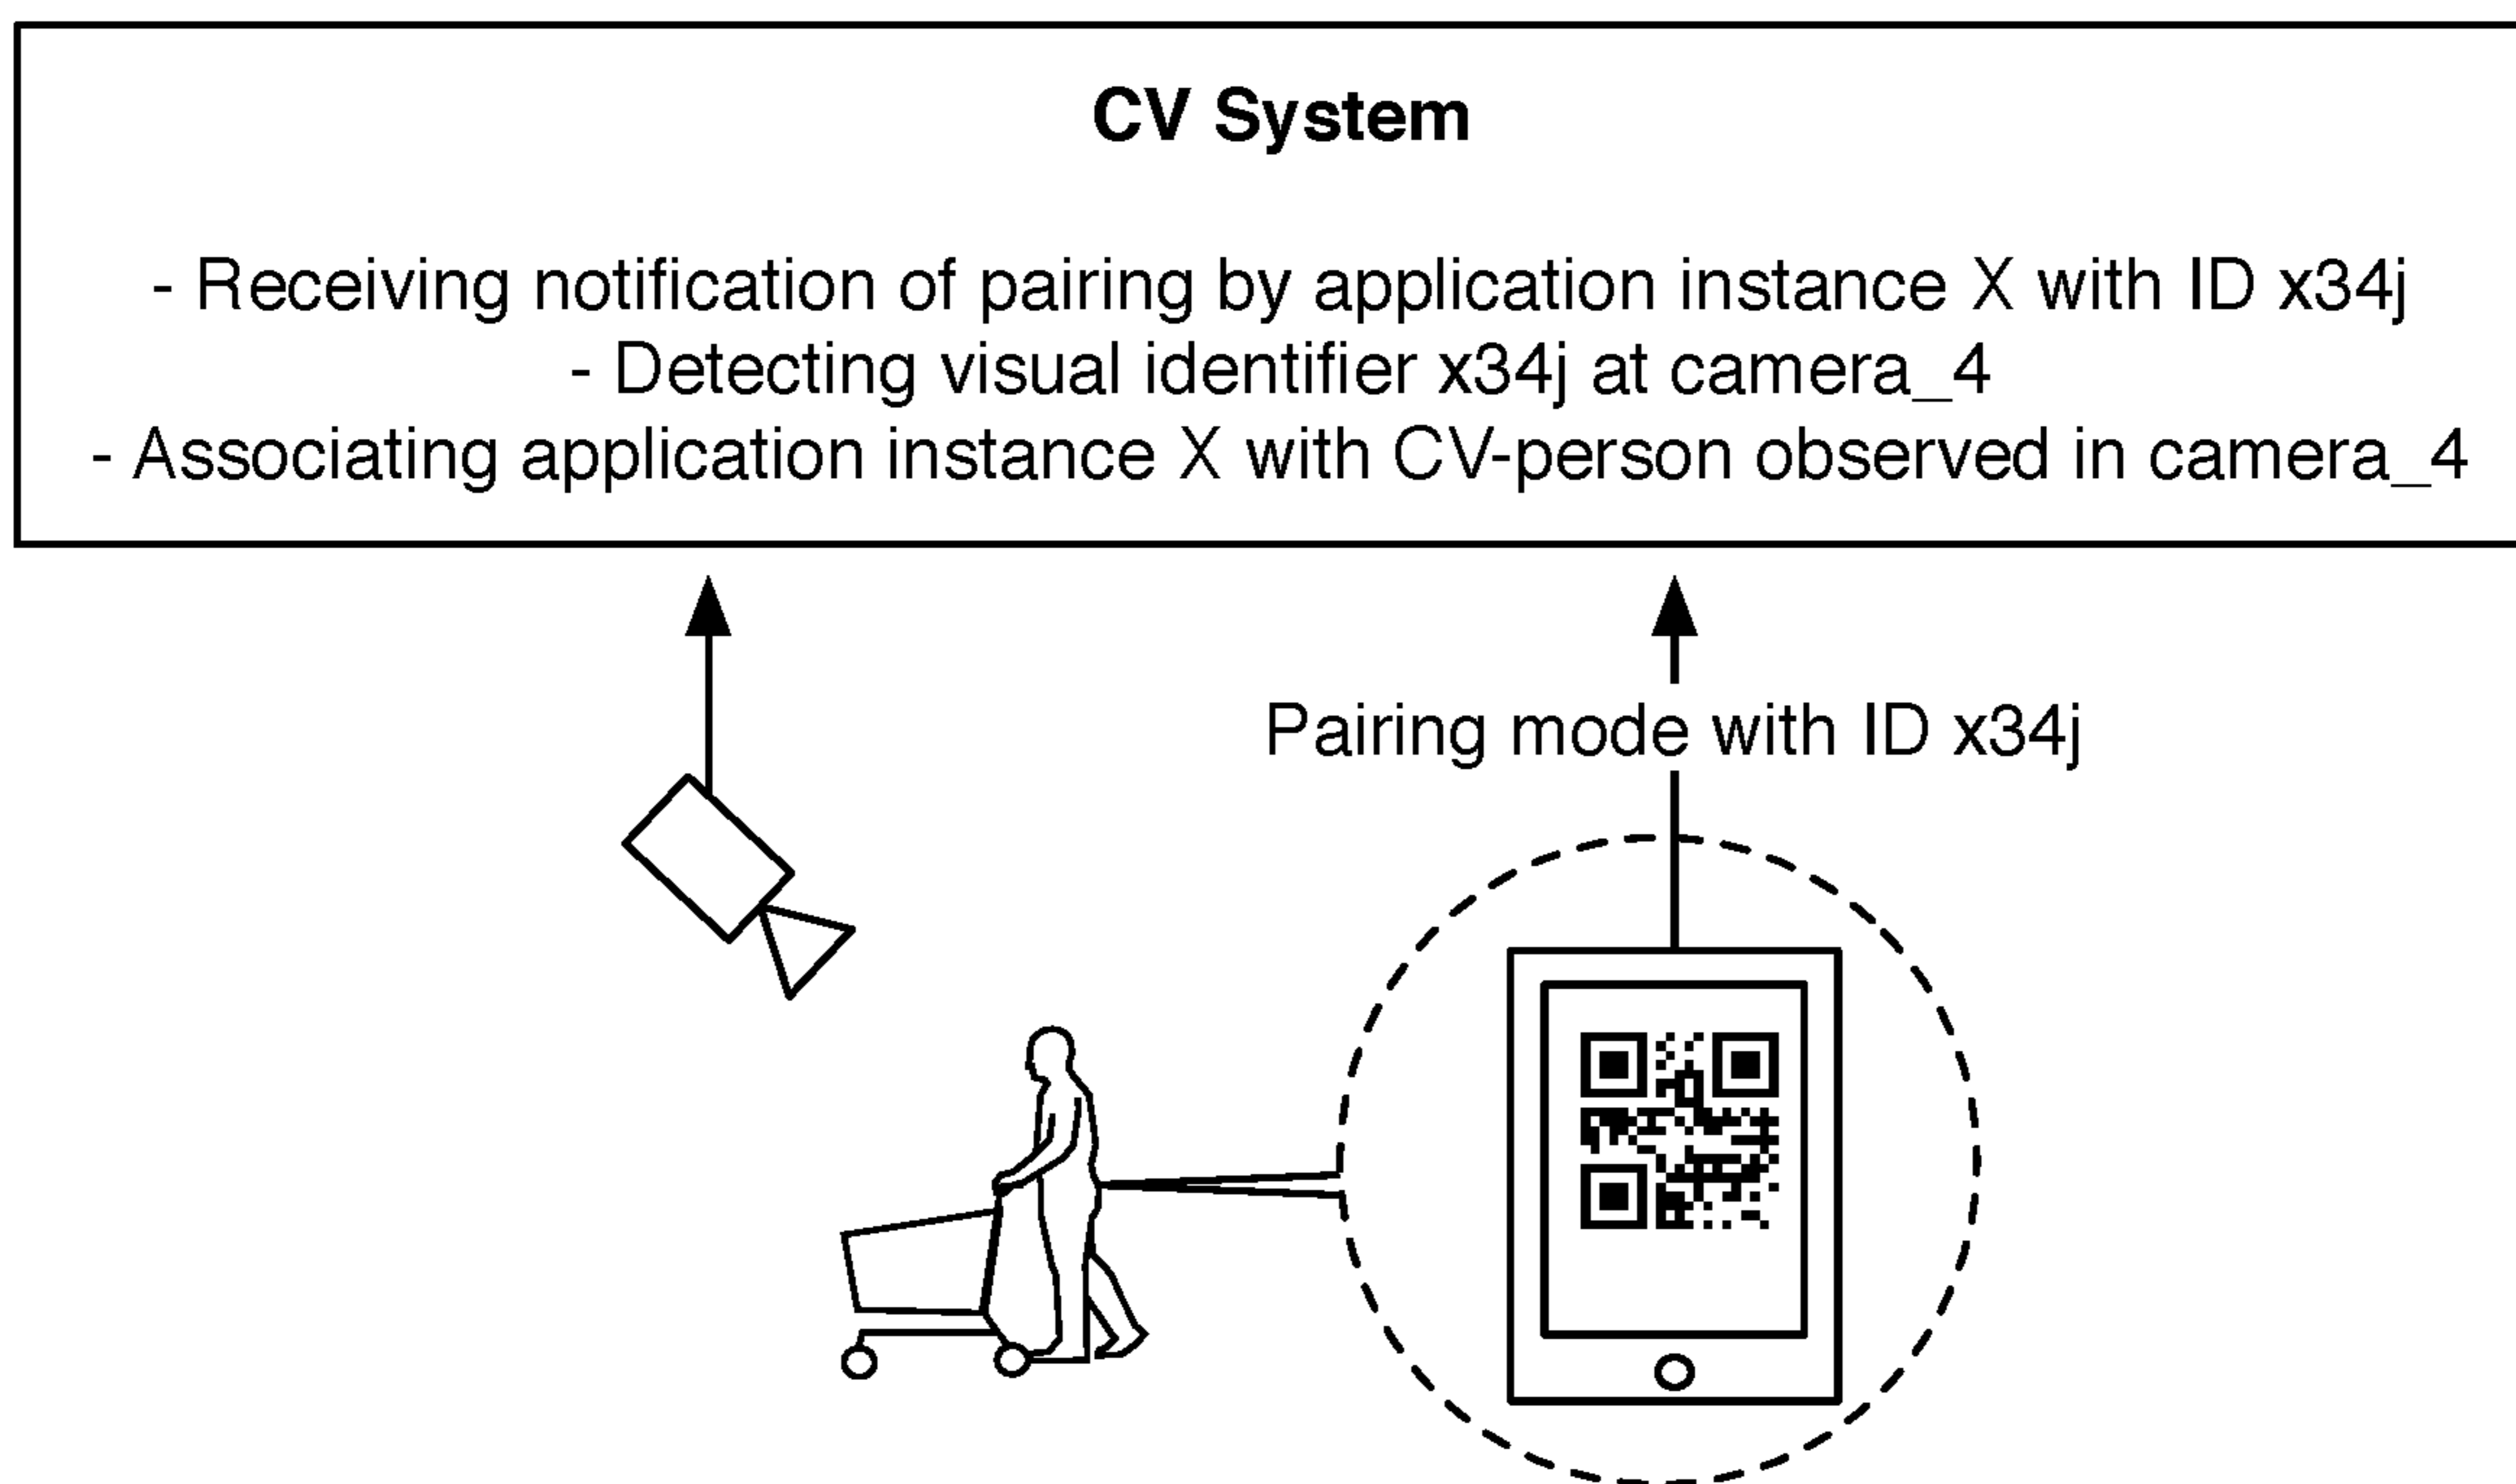 CV System
- Receiving notification of pairing by application instance X with ID x34j
- Detecting visual identifier x34j at camera_4
- Associating application instance X with CV-person observed in camera_4
Pairing mode with ID x34j